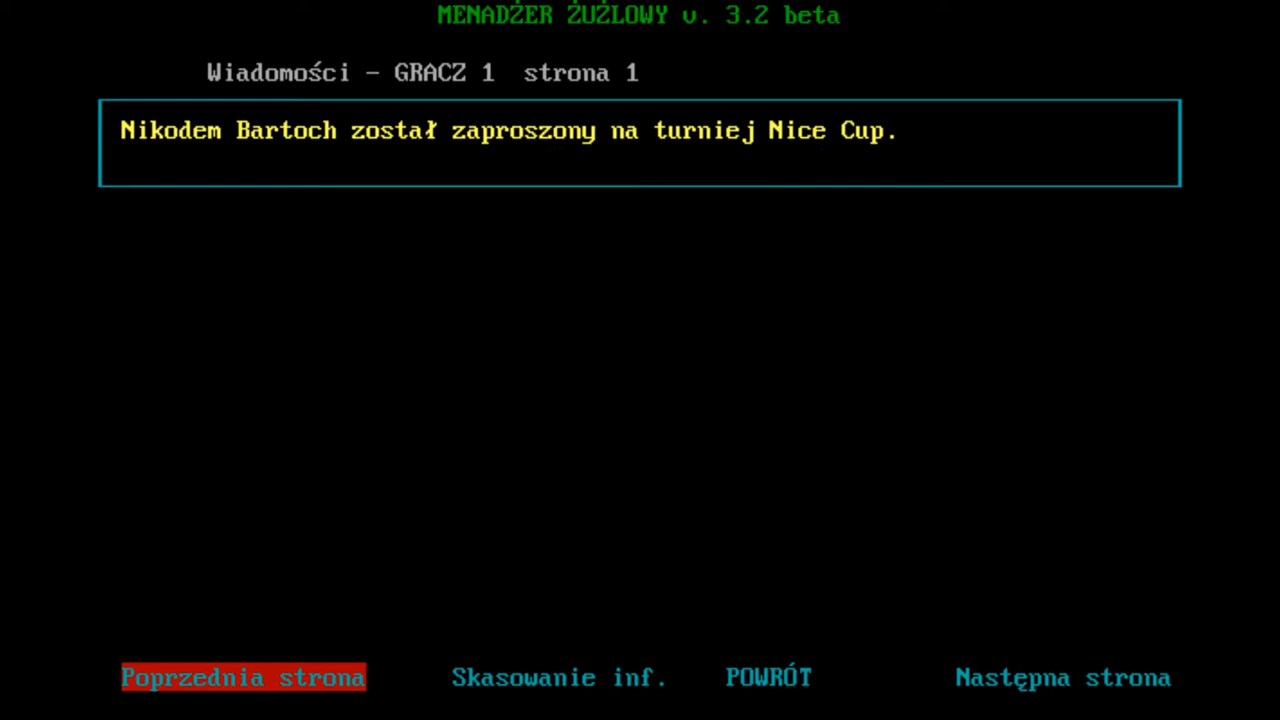 MENADŻER ŻUŻLOWY v. 3.2 beta
Wiadomości - GRACZ 1 strona 1
Nikodem Bartoch został zaproszony na turniej Nice Cup.
Poprzednia strona Skasowanie inf. POWRÓT Następna strona